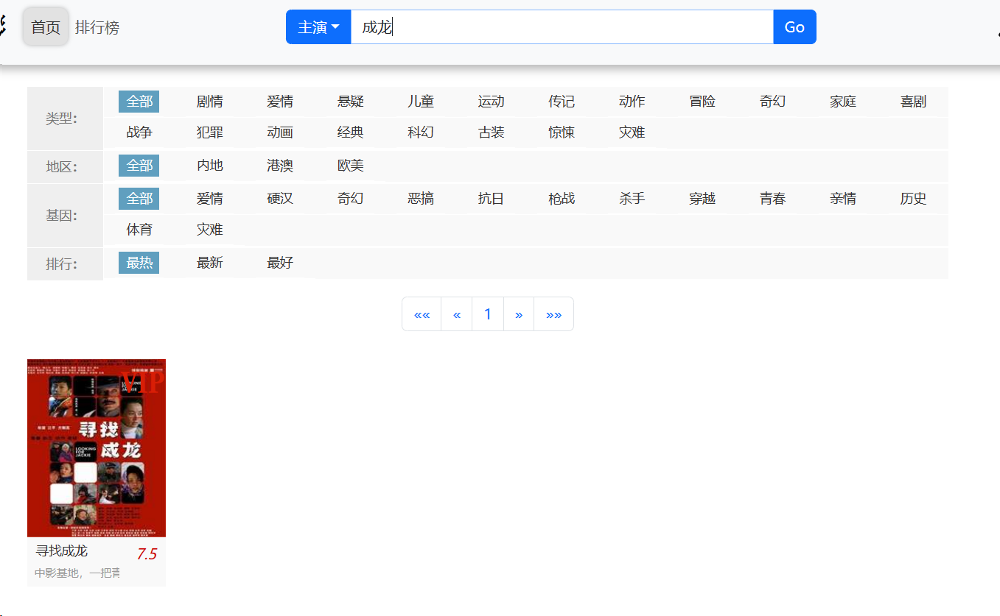 首页 排行榜 主演 成龙 Go
类型： 全部 剧情 爱情 悬疑 儿童 运动 传记 动作 冒险 奇幻 家庭 喜剧
战争 犯罪 动画 经典 科幻 古装 惊悚 灾难
地区： 全部 内地 港澳 欧美
基因： 全部 爱情 硬汉 奇幻 恶搞 抗日 枪战 杀手 穿越 青春 亲情 历史
体育 灾难
排行： 最热 最新 最好
«« « 1 » »»
VIP
寻找
LOOKING FOR JACKIE
成龙
寻找成龙 7.5
中影基地，一把青